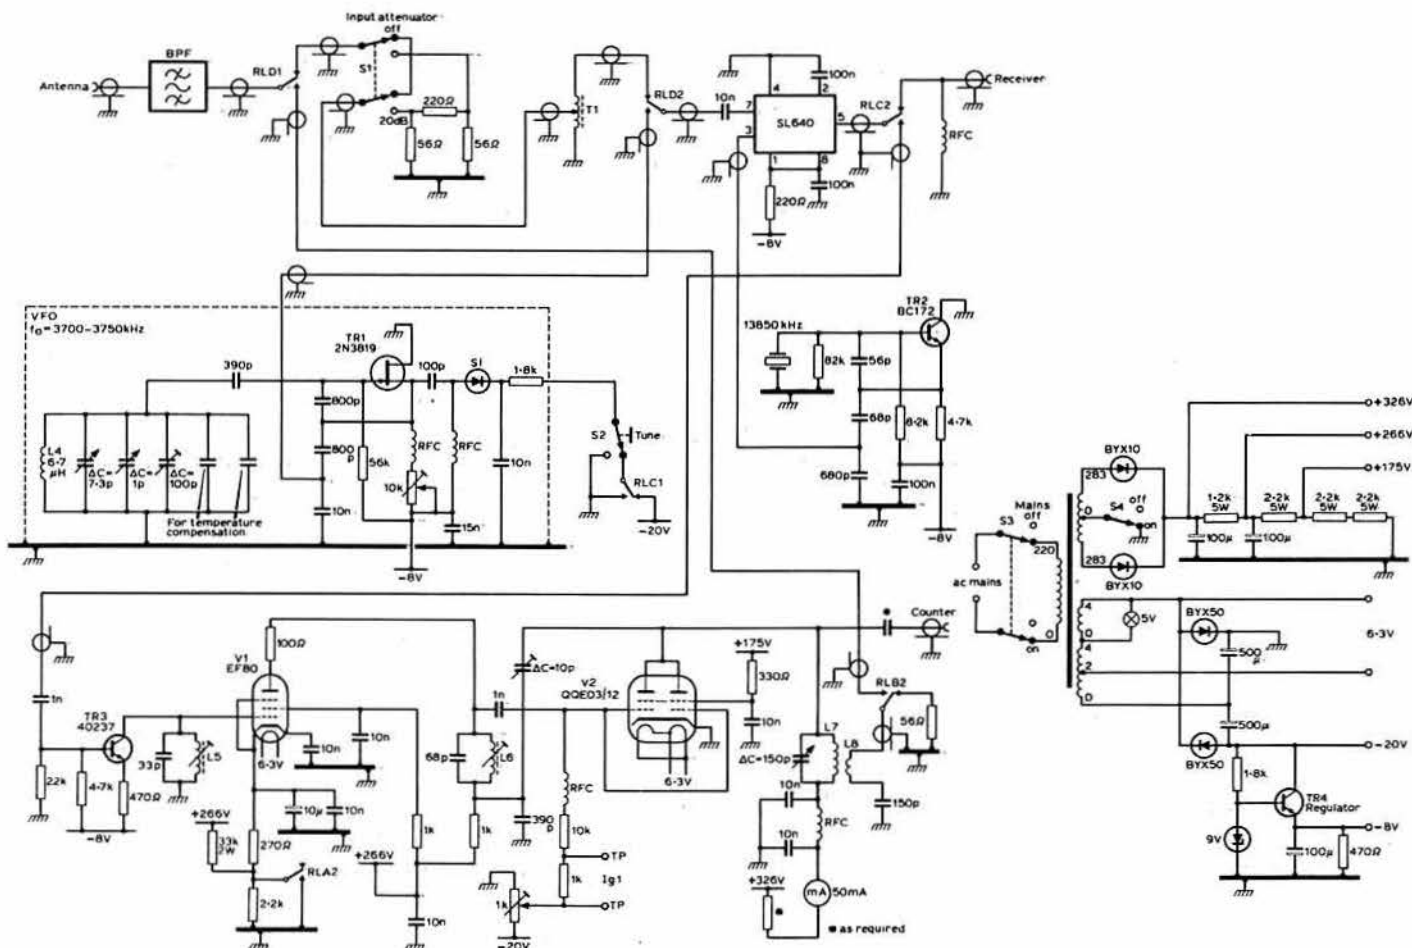 Input attenuator
off
BPF
Antenna
RLD1
S1
20dB
220Ω
56Ω
56Ω
T1
RLD2
10n
7
3
4
2
100n
SL640
5
1
8
220Ω
100n
-8V
RLC2
Receiver
RFC
VFO
fo=3700-3750kHz
390p
TR1
2N3819
100p
S1
1·8k
L4
6·7
μH
ΔC=
7·3p
ΔC=
1p
ΔC=
100p
For temperature
compensation
800p
800
p
10n
56k
RFC
10k
RFC
15n
10n
-8V
S2
Tune
RLC1
-20V
13850kHz
TR2
BC172
82k
56p
68p
8·2k
4·7k
680p
100n
-8V
+326V
+266V
+175V
BYX10
283
0
S4
off
on
283
BYX10
1·2k
5W
2·2k
5W
2·2k
5W
2·2k
5W
100μ
100μ
Mains
off
S3
220
ac mains
0
on
4
0
4
2
0
5V
BYX50
500
μ
6·3V
500μ
BYX50
-20V
1·8k
TR4
Regulator
9V
-8V
100μ
470Ω
1n
TR3
40237
22k
4·7k
470Ω
-8V
33p
L5
V1
EF80
100Ω
6·3V
10n
10n
10μ
10n
+266V
33k
2W
270Ω
RLA2
2·2k
1k
+266V
10n
68p
L6
1k
390
p
1n
ΔC=10p
RFC
10k
1k
TP
Ig1
TP
1k
-20V
V2
QQE03/12
6·3V
+175V
330Ω
10n
*
Counter
RLB2
56Ω
L7
L8
ΔC=150p
150p
10n
RFC
10n
+326V
*
mA
50mA
* as required